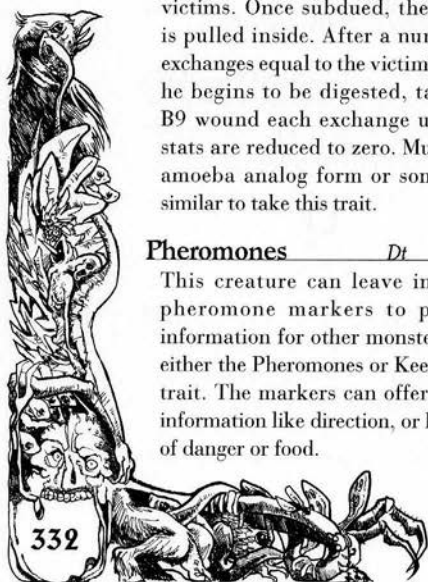 victims. Once subdued, the
is pulled inside. After a num
exchanges equal to the victim
he begins to be digested, ta
B9 wound each exchange u
stats are reduced to zero. Mu
amoeba analog form or som
similar to take this trait.
Pheromones Dt
This creature can leave in
pheromone markers to p
information for other monste
either the Pheromones or Kee
trait. The markers can offer
information like direction, or l
of danger or food.
332